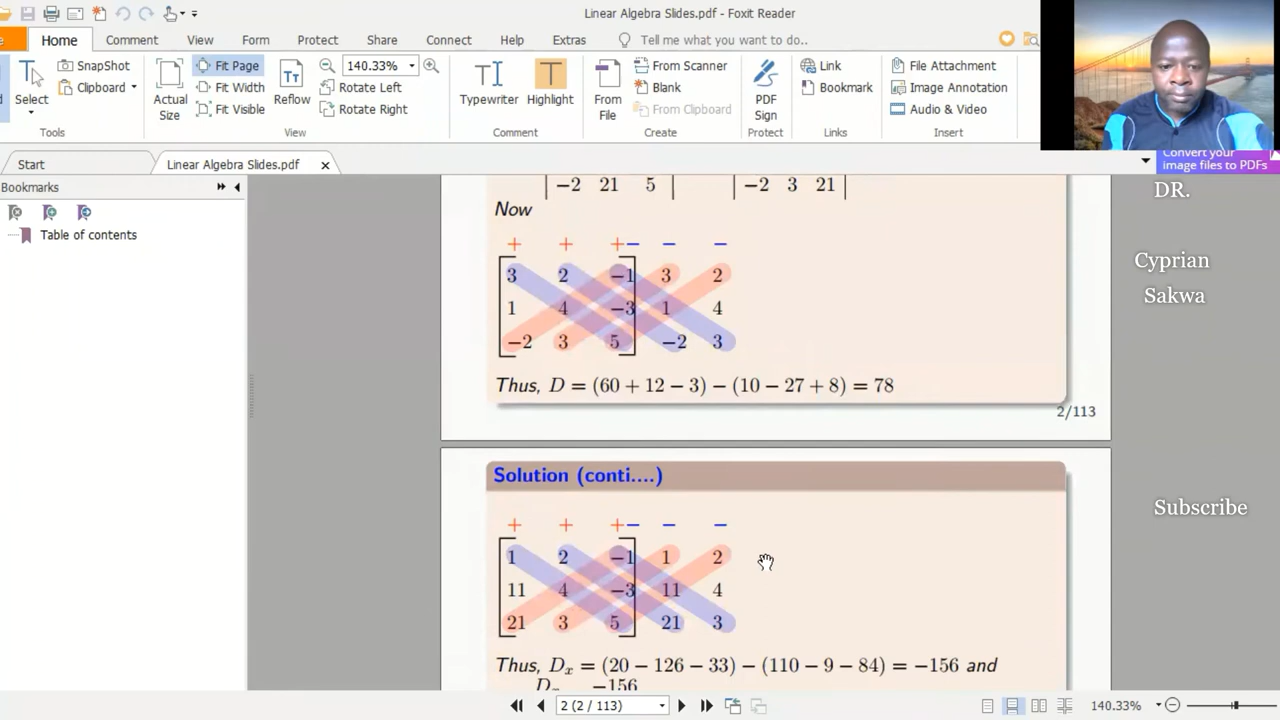 Linear Algebra Slides.pdf - Foxit Reader
Home Comment View Form Protect Share Connect Help Extras Tell me what you want to do..
Select
SnapShot
Clipboard
Actual Size
Fit Page
Fit Width
Fit Visible
Reflow
140.33%
Rotate Left
Rotate Right
Typewriter
Highlight
From File
From Scanner
Blank
From Clipboard
PDF Sign
Link
Bookmark
File Attachment
Image Annotation
Audio & Video
Tools View Comment Create Protect Links Insert
Start Linear Algebra Slides.pdf
Convert your image files to PDFs
Bookmarks
Table of contents
DR.
Cyprian
Sakwa
Subscribe
| −2 21 5 | | −2 3 21 |
Now
+ + + − − −
3 2 −1 3 2
1 4 −3 1 4
−2 3 5 −2 3
Thus, D = (60 + 12 − 3) − (10 − 27 + 8) = 78
2/113
Solution (conti....)
+ + + − − −
1 2 −1 1 2
11 4 −3 11 4
21 3 5 21 3
Thus, Dx = (20 − 126 − 33) − (110 − 9 − 84) = −156 and
−156
2 (2 / 113)
140.33%